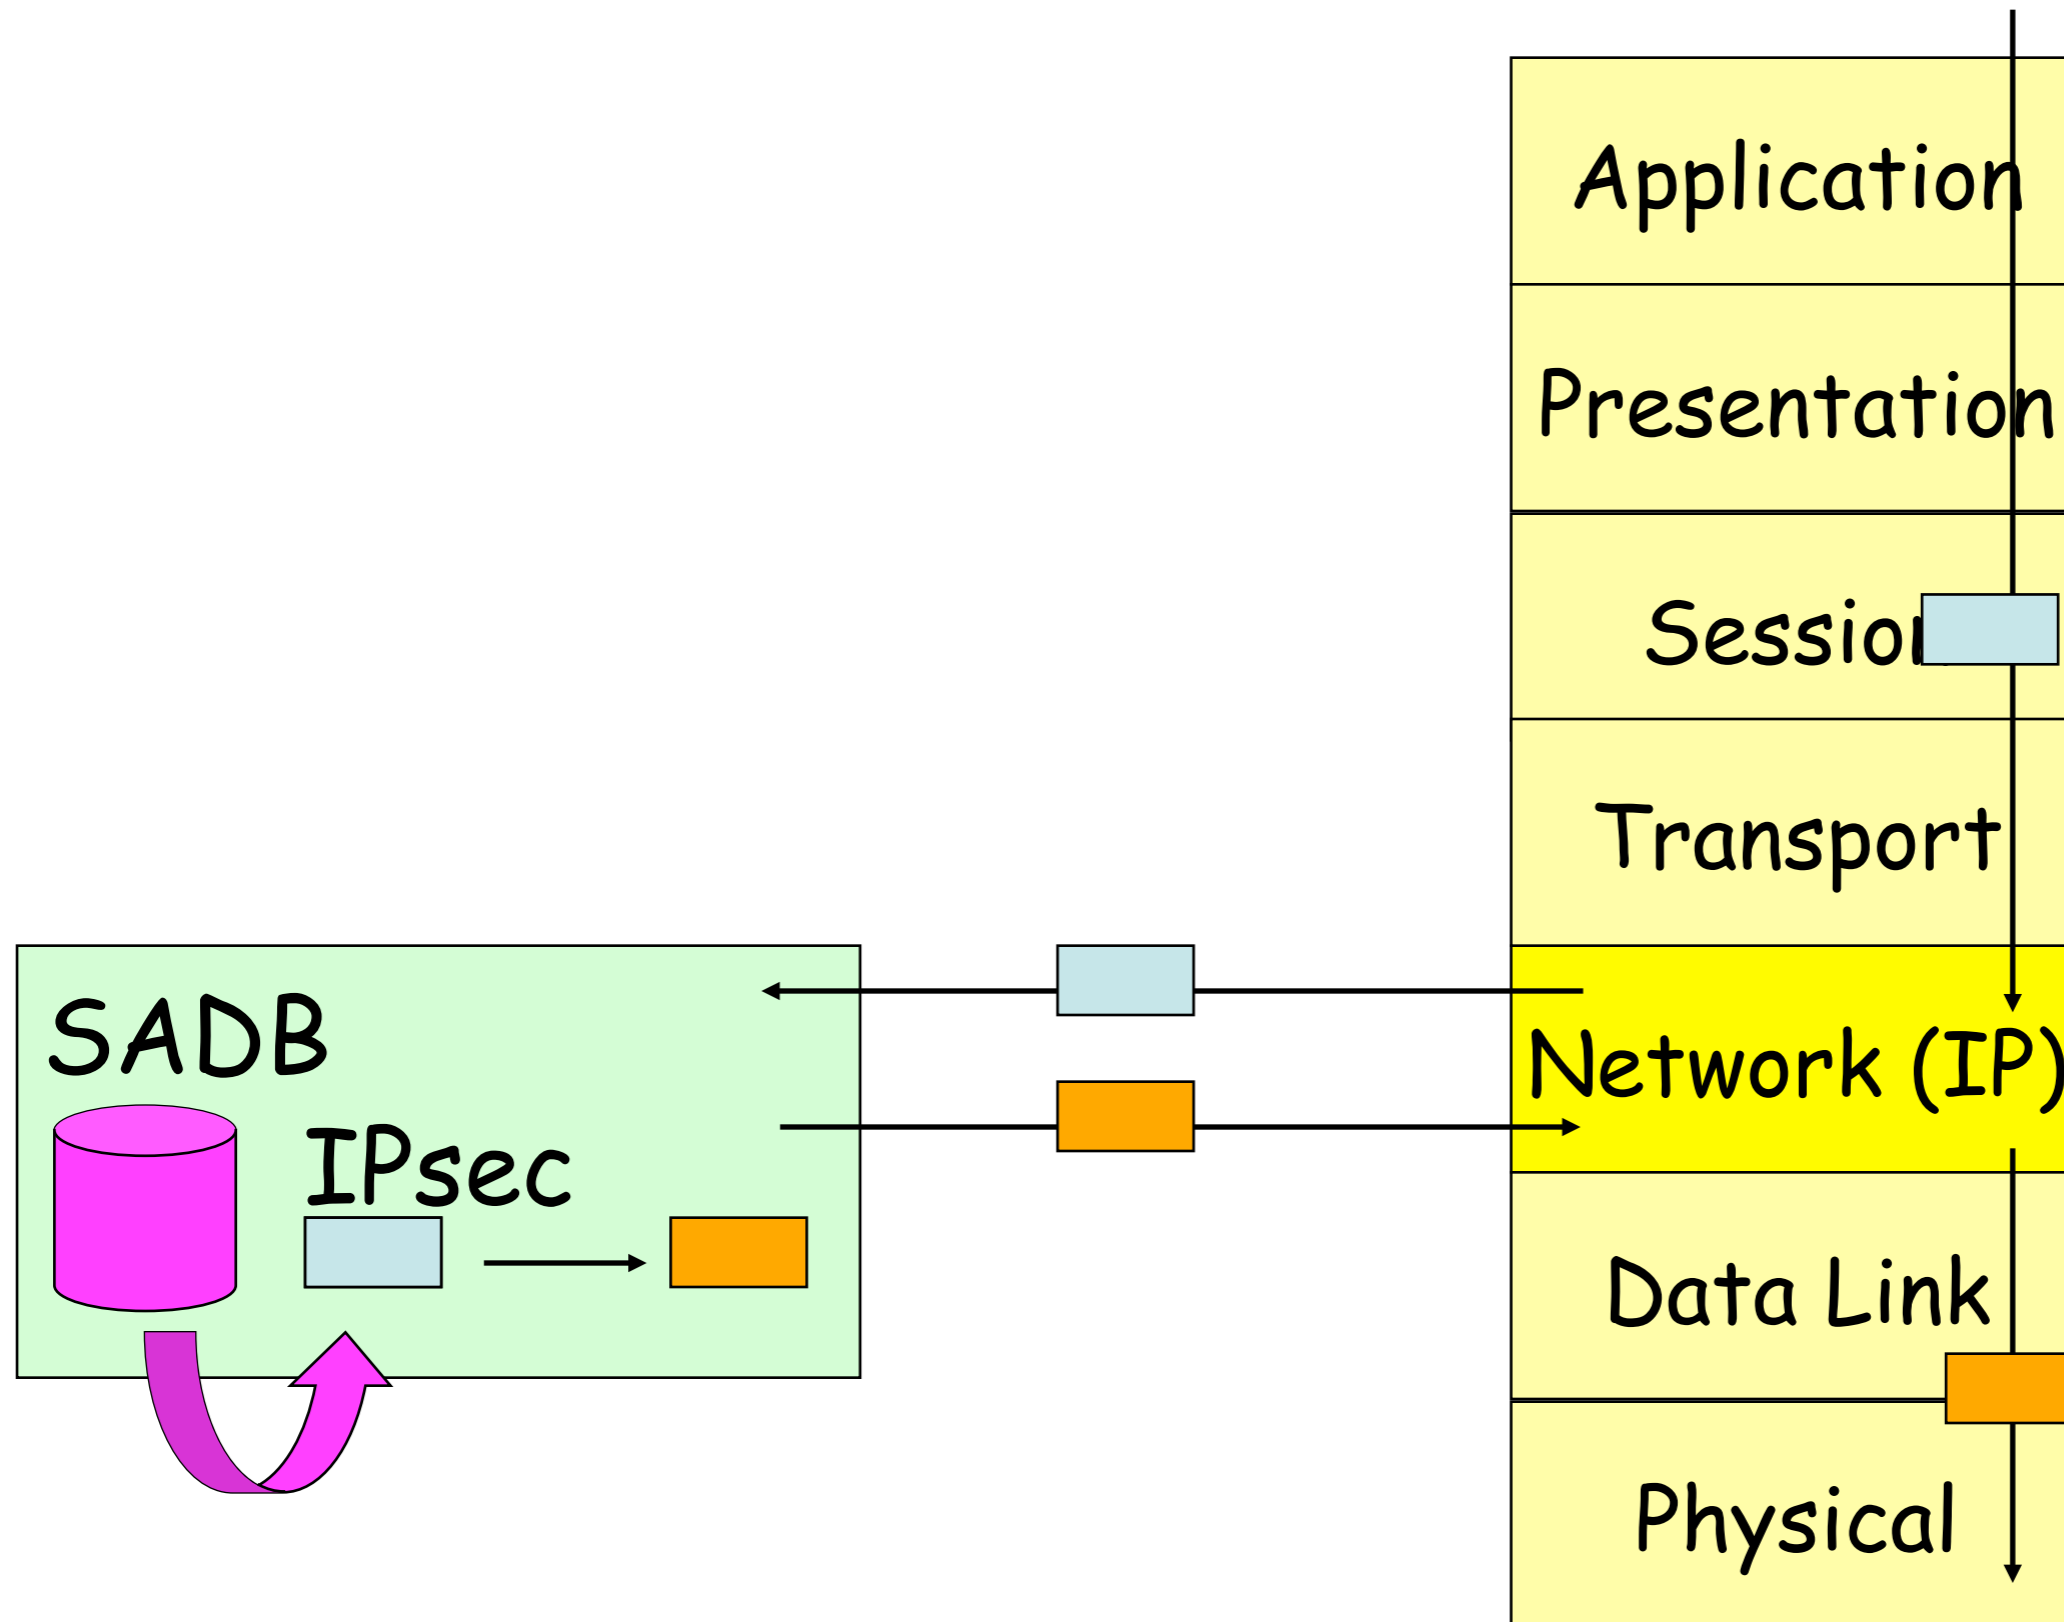 Application
Presentation
Session
Transport
Network (IP)
Data Link
Physical
SADB
IPsec